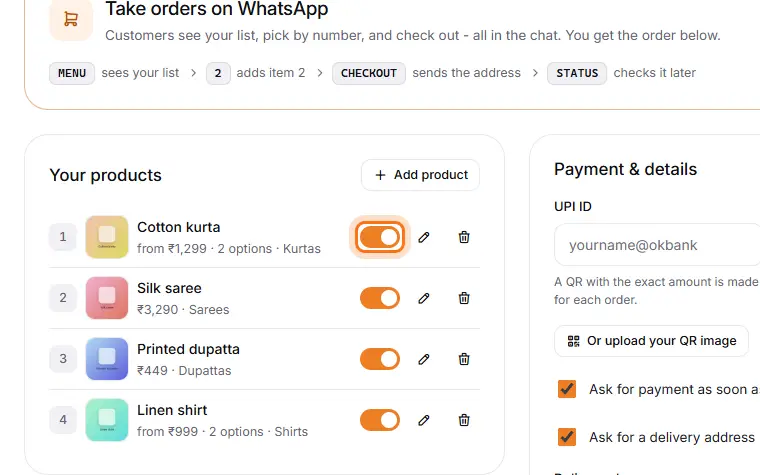 Take orders on WhatsApp
Customers see your list, pick by number, and check out - all in the chat. You get the order below.
MENU sees your list > 2 adds item 2 > CHECKOUT sends the address > STATUS checks it later
Your products
+ Add product
1 Cotton kurta
from ₹1,299 · 2 options · Kurtas
2 Silk saree
₹3,290 · Sarees
3 Printed dupatta
₹449 · Dupattas
4 Linen shirt
from ₹999 · 2 options · Shirts
Payment & details
UPI ID
yourname@okbank
A QR with the exact amount is made
for each order.
Or upload your QR image
Ask for payment as soon a
Ask for a delivery address